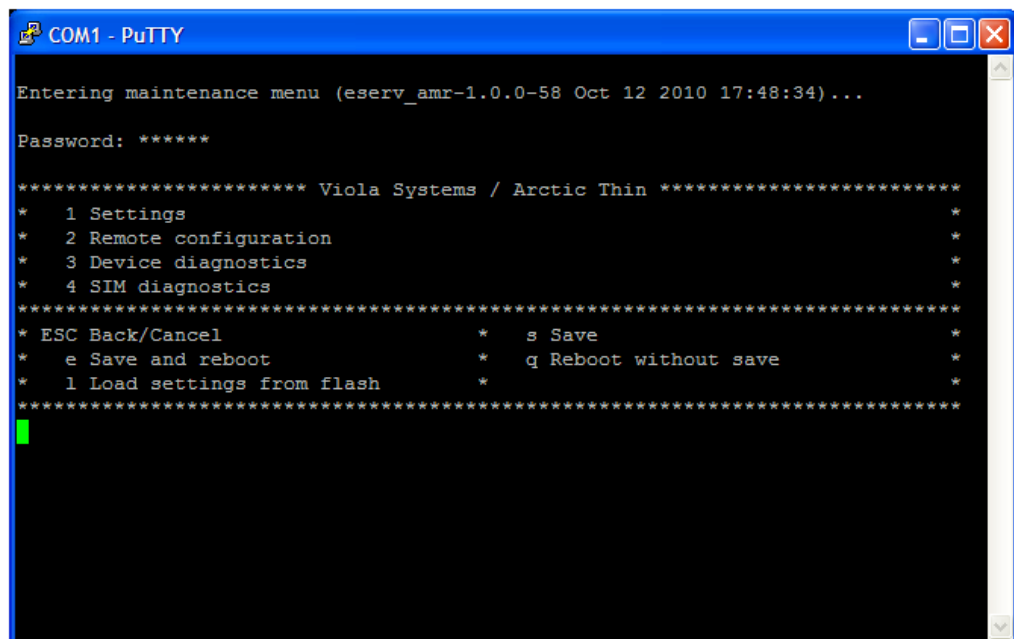 COM1 - PuTTY
Entering maintenance menu (eserv_amr-1.0.0-58 Oct 12 2010 17:48:34)...
Password: ******
************************ Viola Systems / Arctic Thin *************************
*   1 Settings                                                               *
*   2 Remote configuration                                                   *
*   3 Device diagnostics                                                     *
*   4 SIM diagnostics                                                        *
******************************************************************************
* ESC Back/Cancel                     *   s Save                             *
*   e Save and reboot                 *   q Reboot without save              *
*   l Load settings from flash        *                                      *
******************************************************************************